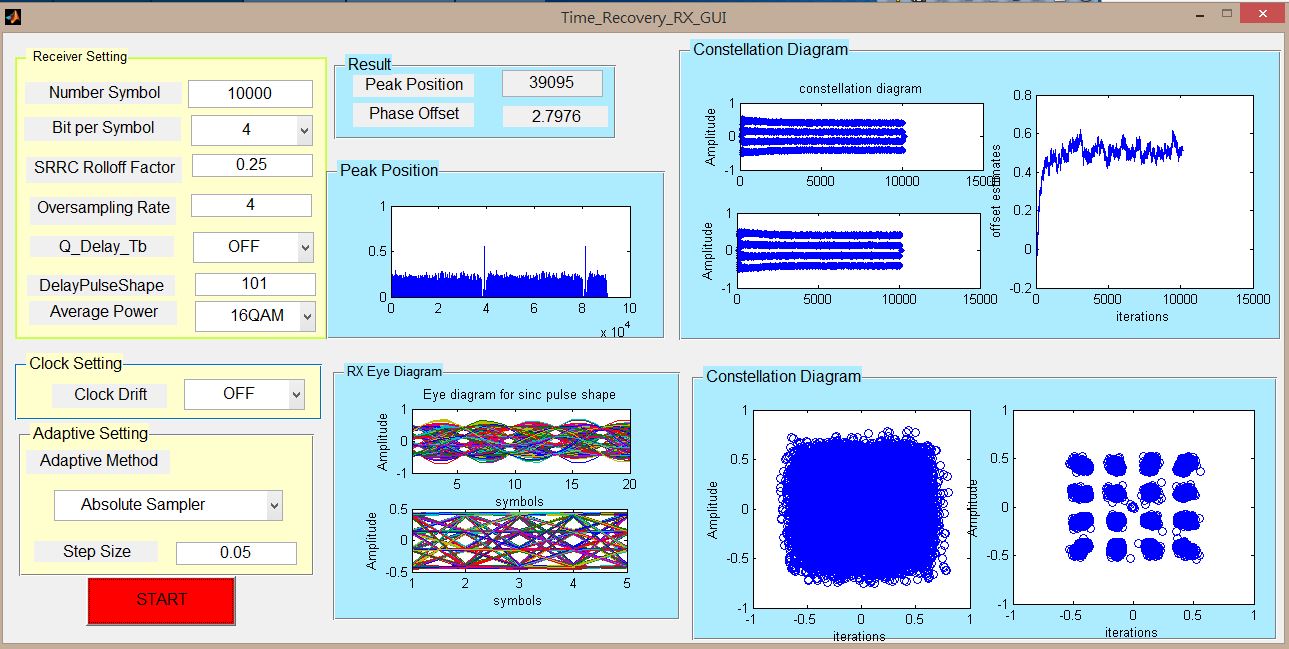 Time_Recovery_RX_GUI
Receiver Setting
Number Symbol 10000
Bit per Symbol 4
SRRC Rolloff Factor 0.25
Oversampling Rate 4
Q_Delay_Tb OFF
DelayPulseShape 101
Average Power 16QAM
Clock Setting
Clock Drift OFF
Adaptive Setting
Adaptive Method
Absolute Sampler
Step Size 0.05
START
Result
Peak Position 39095
Phase Offset 2.7976
Peak Position
1
0.5
0
0 2 4 6 8 10
x 10^4
RX Eye Diagram
Eye diagram for sinc pulse shape
Amplitude
1
0
-1
5 10 15 20
symbols
Amplitude
0.5
0
-0.5
1 2 3 4 5
symbols
Constellation Diagram
constellation diagram
Amplitude
1
0
-1
0 5000 10000 15000
Amplitude
1
0
-1
0 5000 10000 15000
offset estimates
0.8
0.6
0.4
0.2
0
-0.2
0 5000 10000 15000
iterations
Constellation Diagram
Amplitude
1
0.5
0
-0.5
-1
-1 -0.5 0 0.5 1
iterations
Amplitude
1
0.5
0
-0.5
-1
-1 -0.5 0 0.5 1
iterations